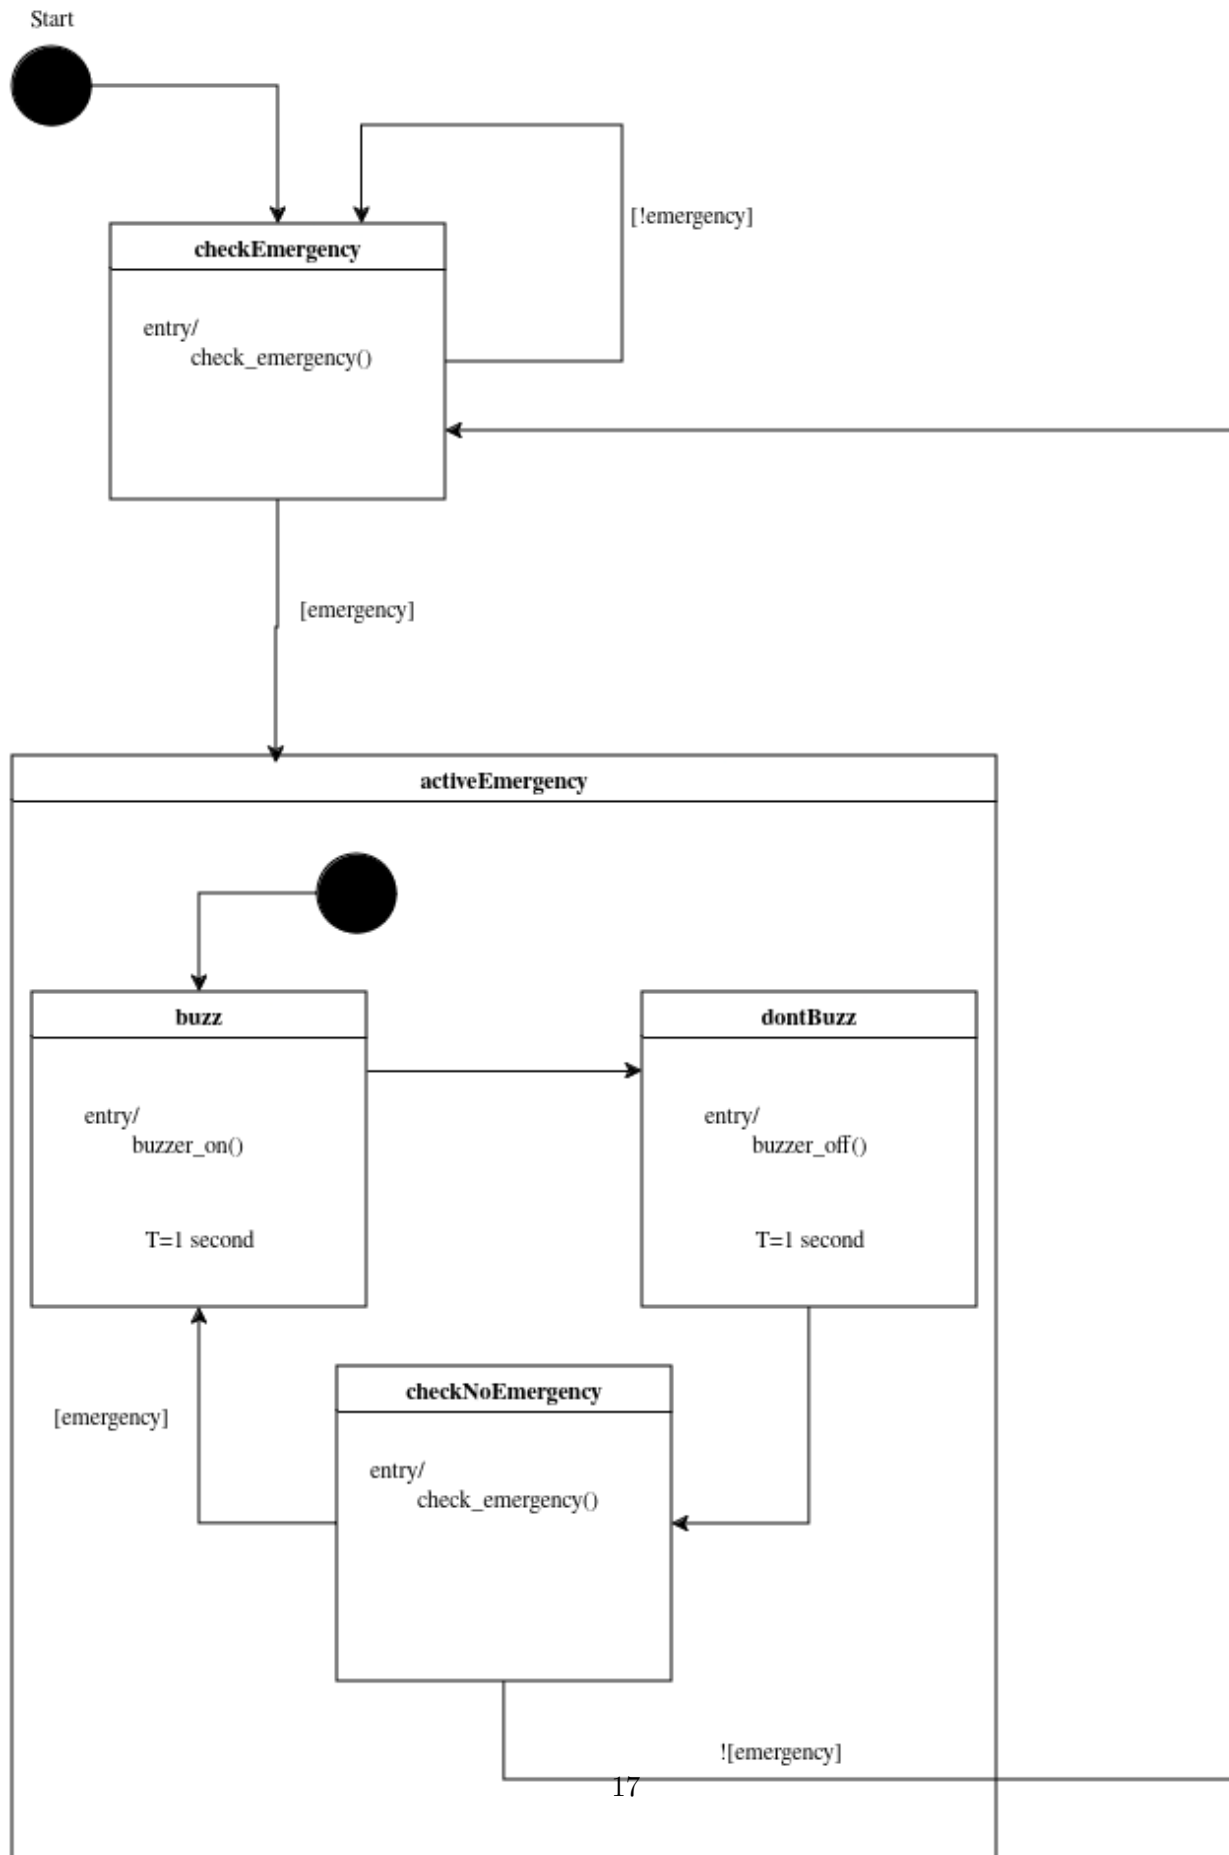 Start
[!emergency]
checkEmergency
entry/
check_emergency()
[emergency]
activeEmergency
buzz
entry/
buzzer_on()
T=1 second
dontBuzz
entry/
buzzer_off()
T=1 second
[emergency]
checkNoEmergency
entry/
check_emergency()
![emergency]
17